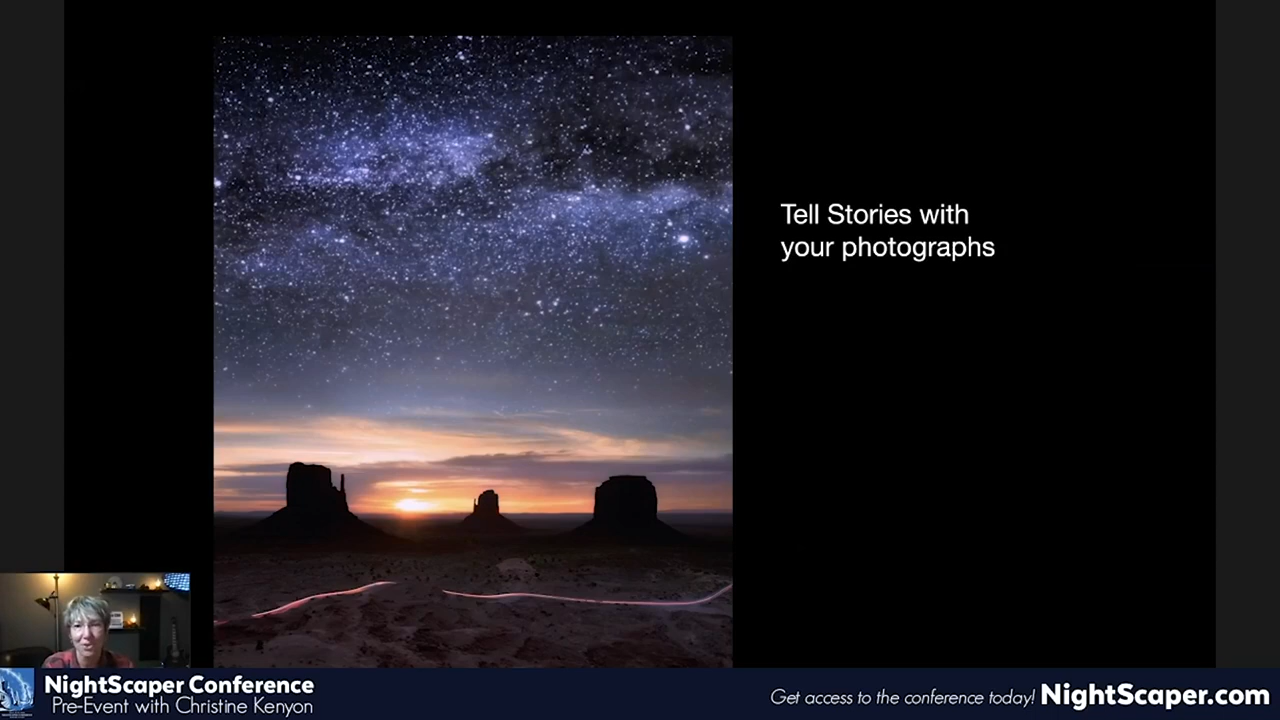 Tell Stories with
your photographs
NightScaper Conference
Pre-Event with Christine Kenyon
Get access to the conference today! NightScaper.com